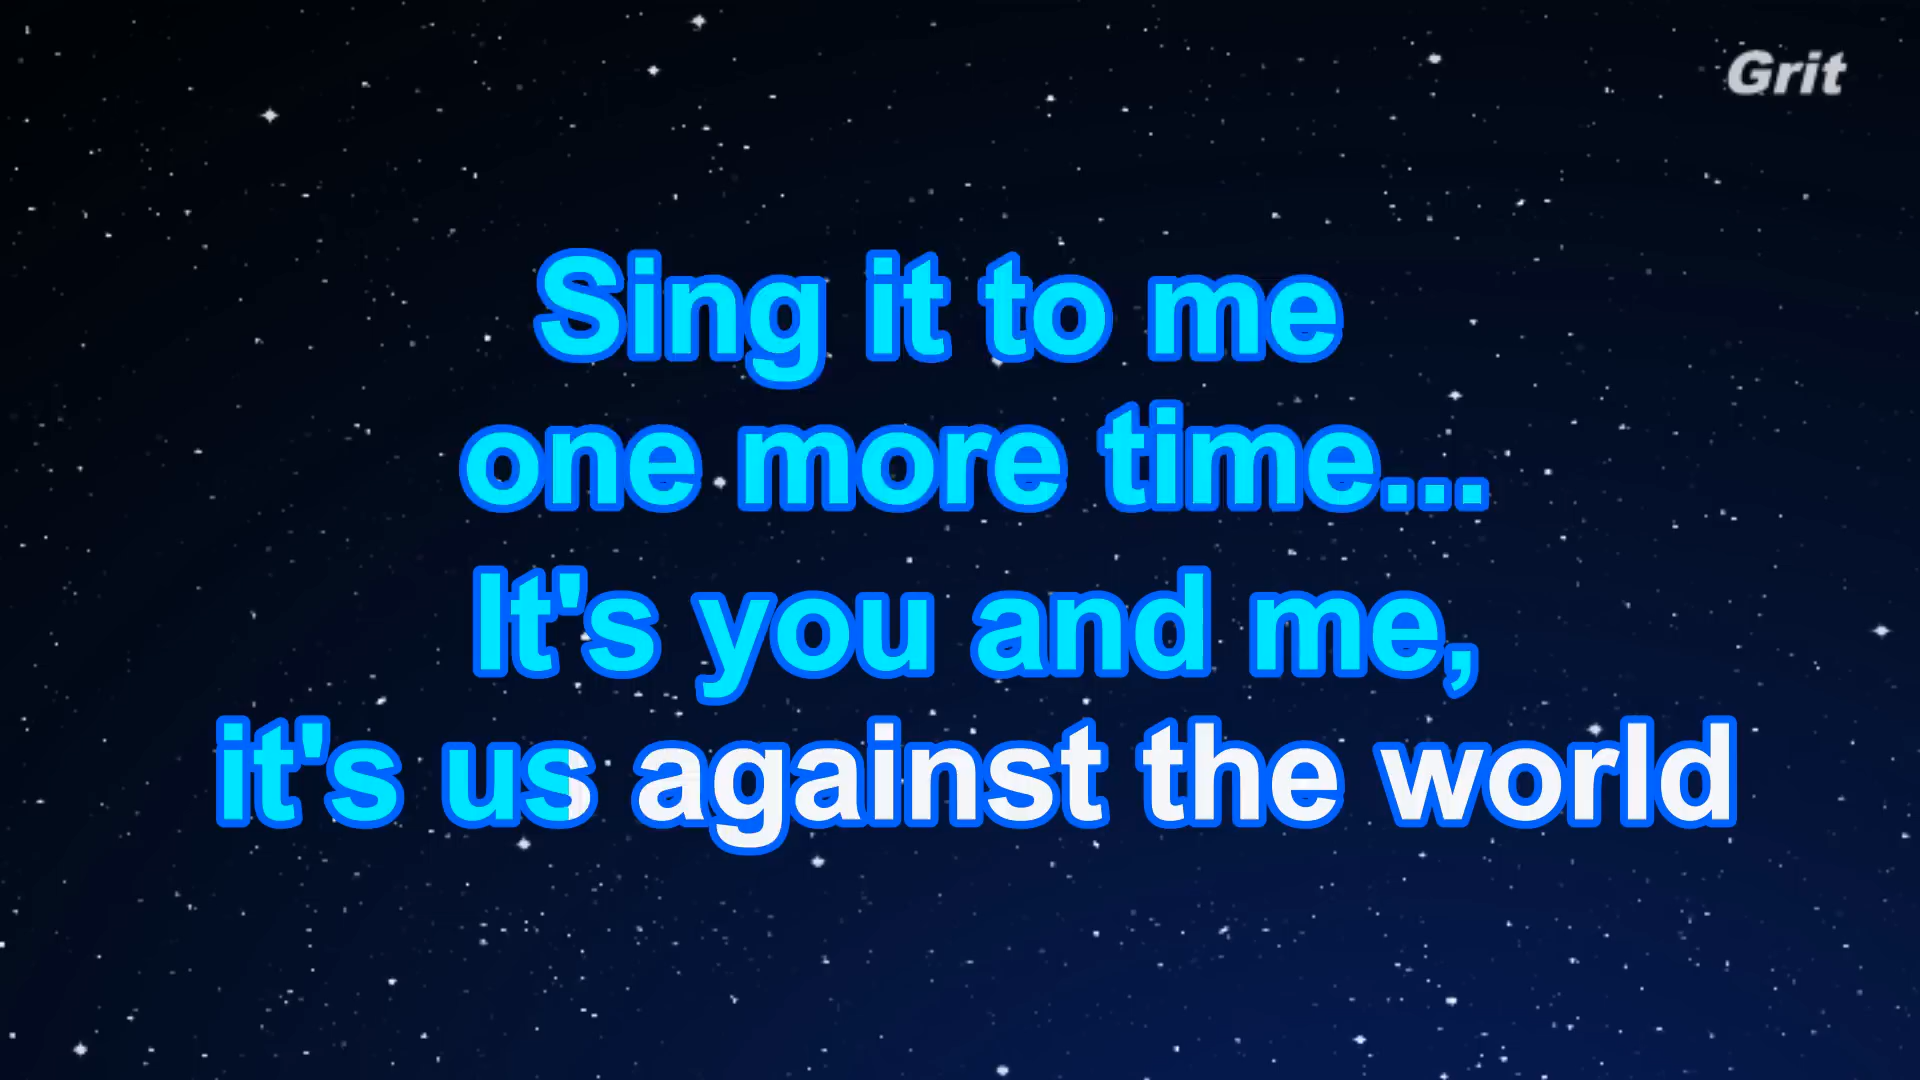 Grit
Sing it to me
one more time...
It's you and me,
it's us against the world